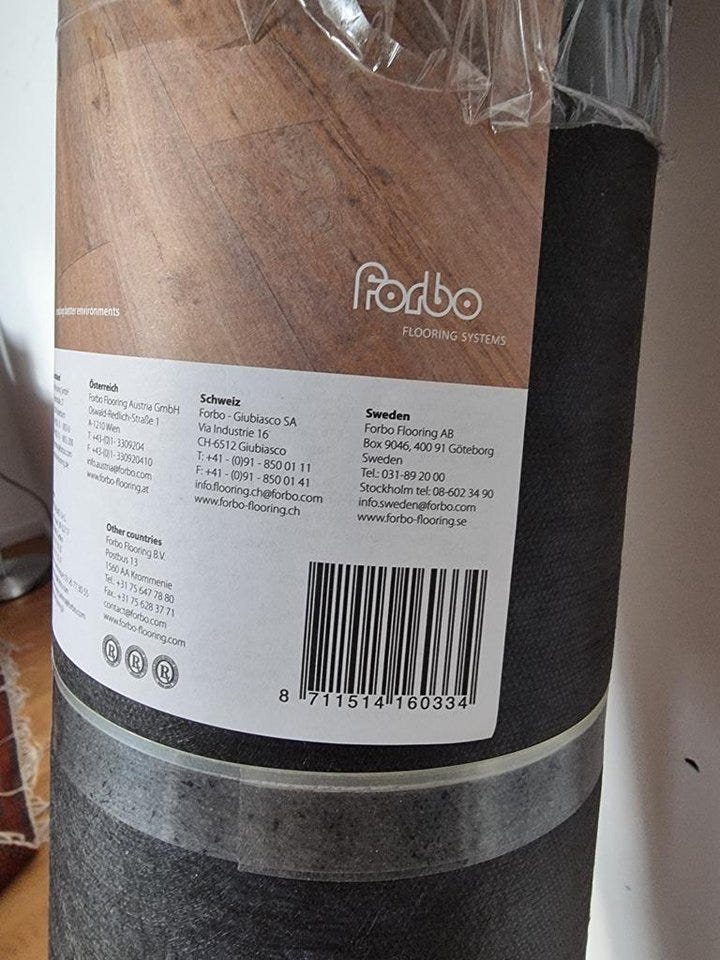 better environments
forbo
FLOORING SYSTEMS
Österreich
Forbo Flooring Austria GmbH
Oswald-Redlich-Straße 1
A-1210 Wien
T: +43-(0)1- 3309204
F: +43-(0)1- 330920410
info.austria@forbo.com
www.forbo-flooring.at
Schweiz
Forbo - Giubiasco SA
Via Industrie 16
CH-6512 Giubiasco
T: +41 - (0)91 - 850 01 11
F: +41 - (0)91 - 850 01 41
info.flooring.ch@forbo.com
www.forbo-flooring.ch
Sweden
Forbo Flooring AB
Box 9046, 400 91 Göteborg
Sweden
Tel.: 031-89 20 00
Stockholm tel: 08-602 34 90
info.sweden@forbo.com
www.forbo-flooring.se
Other countries
Forbo Flooring B.V.
Postbus 13
1560 AA Krommenie
Tel. +31 75 647 78 80
Fax. +31 75 628 37 71
contact@forbo.com
www.forbo-flooring.com
R R R
8 711514 160334